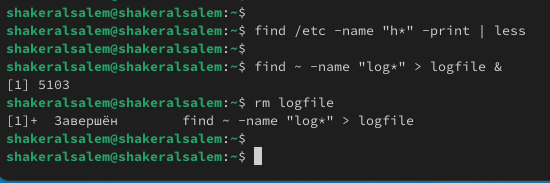 shakeralsalem@shakeralsalem:~$
shakeralsalem@shakeralsalem:~$ find /etc -name "h*" -print | less
shakeralsalem@shakeralsalem:~$
shakeralsalem@shakeralsalem:~$ find ~ -name "log*" > logfile &
[1] 5103
shakeralsalem@shakeralsalem:~$ rm logfile
[1]+  Завершён        find ~ -name "log*" > logfile
shakeralsalem@shakeralsalem:~$
shakeralsalem@shakeralsalem:~$